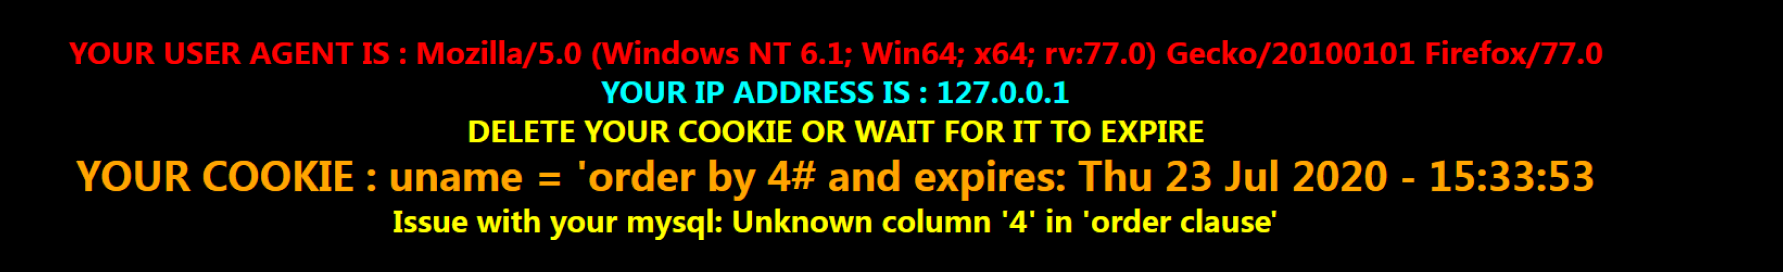 YOUR USER AGENT IS : Mozilla/5.0 (Windows NT 6.1; Win64; x64; rv:77.0) Gecko/20100101 Firefox/77.0
YOUR IP ADDRESS IS : 127.0.0.1
DELETE YOUR COOKIE OR WAIT FOR IT TO EXPIRE
YOUR COOKIE : uname = 'order by 4# and expires: Thu 23 Jul 2020 - 15:33:53
Issue with your mysql: Unknown column '4' in 'order clause'